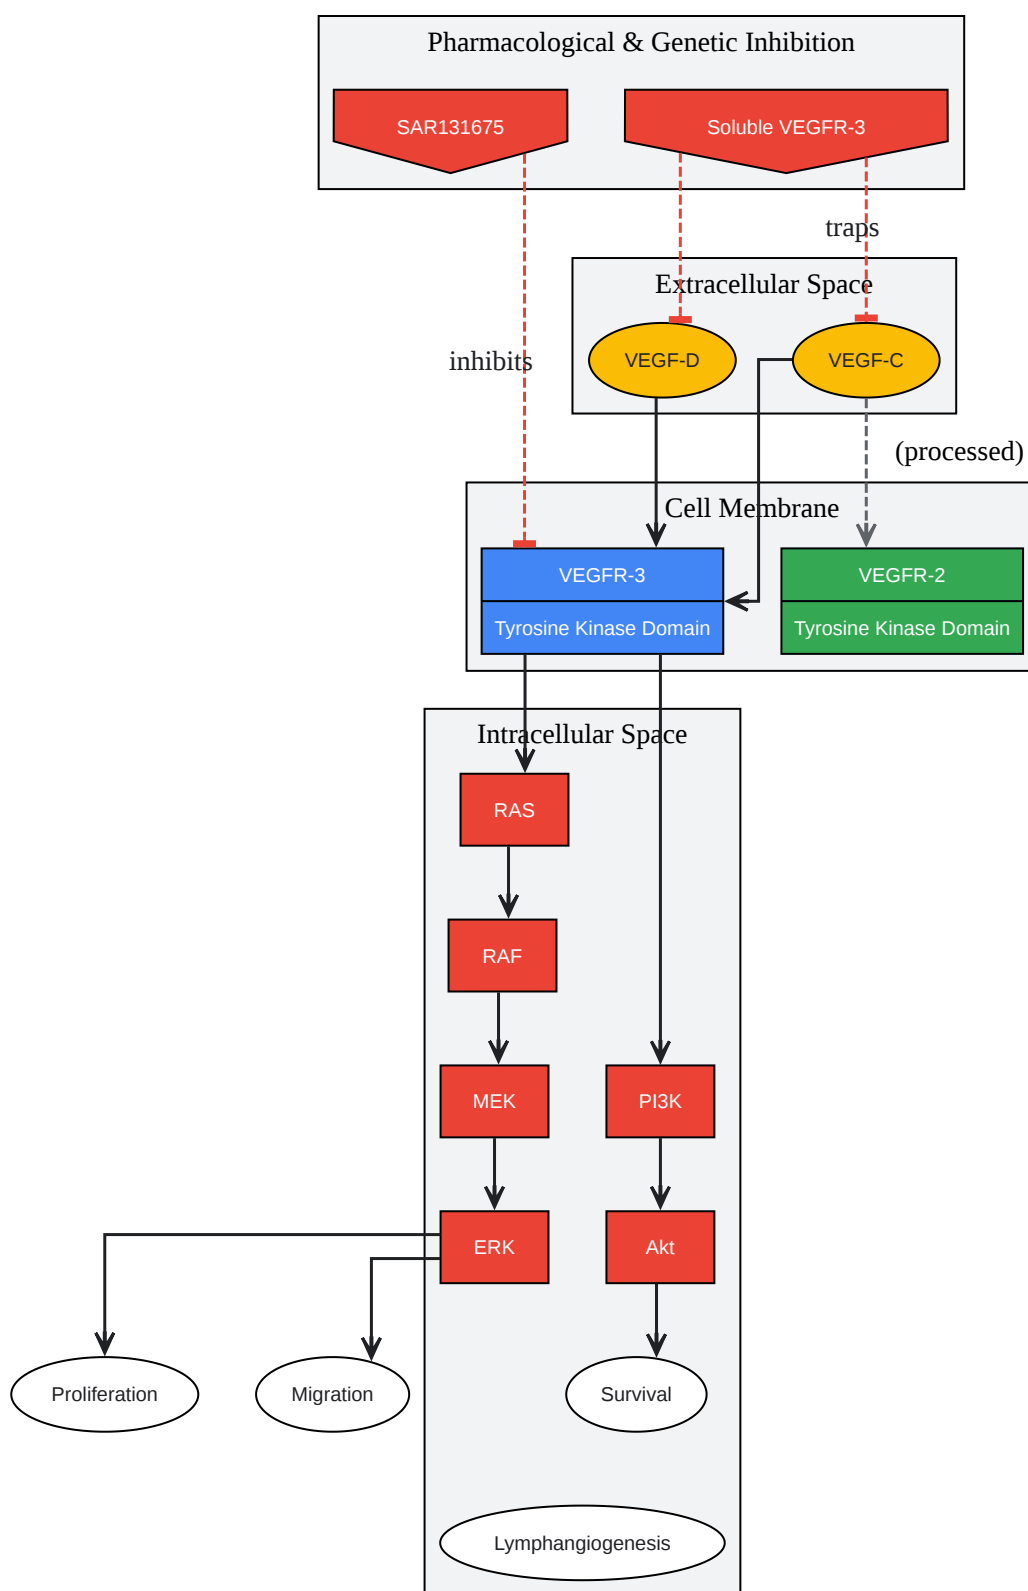 Pharmacological & Genetic Inhibition
SAR131675
Soluble VEGFR-3
traps
Extracellular Space
inhibits
VEGF-D
VEGF-C
(processed)
Cell Membrane
VEGFR-3
VEGFR-2
Tyrosine Kinase Domain
Tyrosine Kinase Domain
Intracellular Space
RAS
RAF
MEK
PI3K
ERK
Akt
Proliferation
Migration
Survival
Lymphangiogenesis